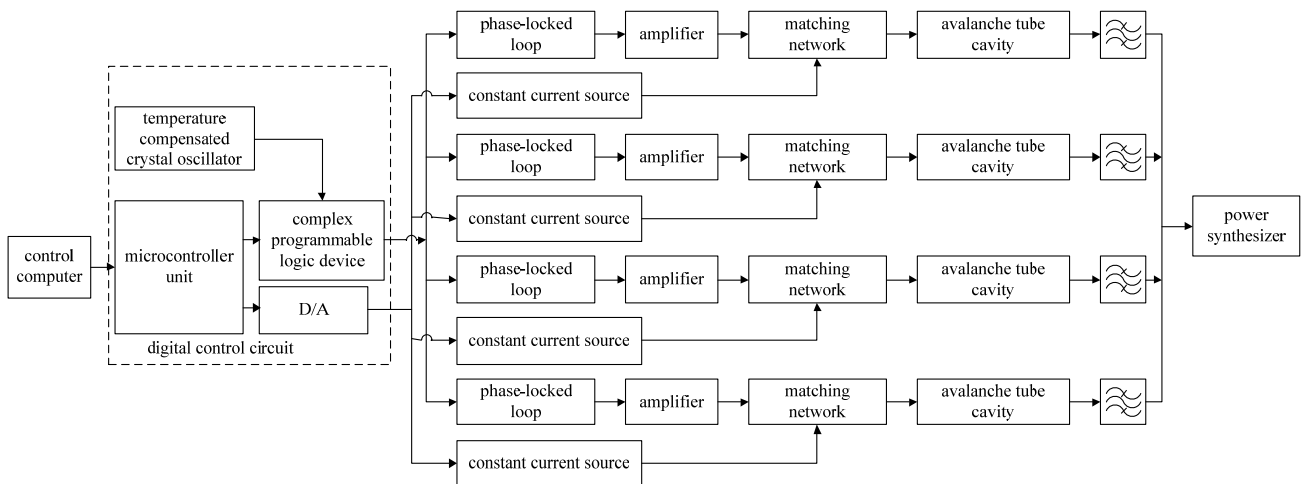 control
computer
temperature
compensated
crystal oscillator
microcontroller
unit
complex
programmable
logic device
D/A
digital control circuit
phase-locked
loop
amplifier
matching
network
avalanche tube
cavity
constant current source
phase-locked
loop
amplifier
matching
network
avalanche tube
cavity
constant current source
phase-locked
loop
amplifier
matching
network
avalanche tube
cavity
constant current source
phase-locked
loop
amplifier
matching
network
avalanche tube
cavity
constant current source
power
synthesizer